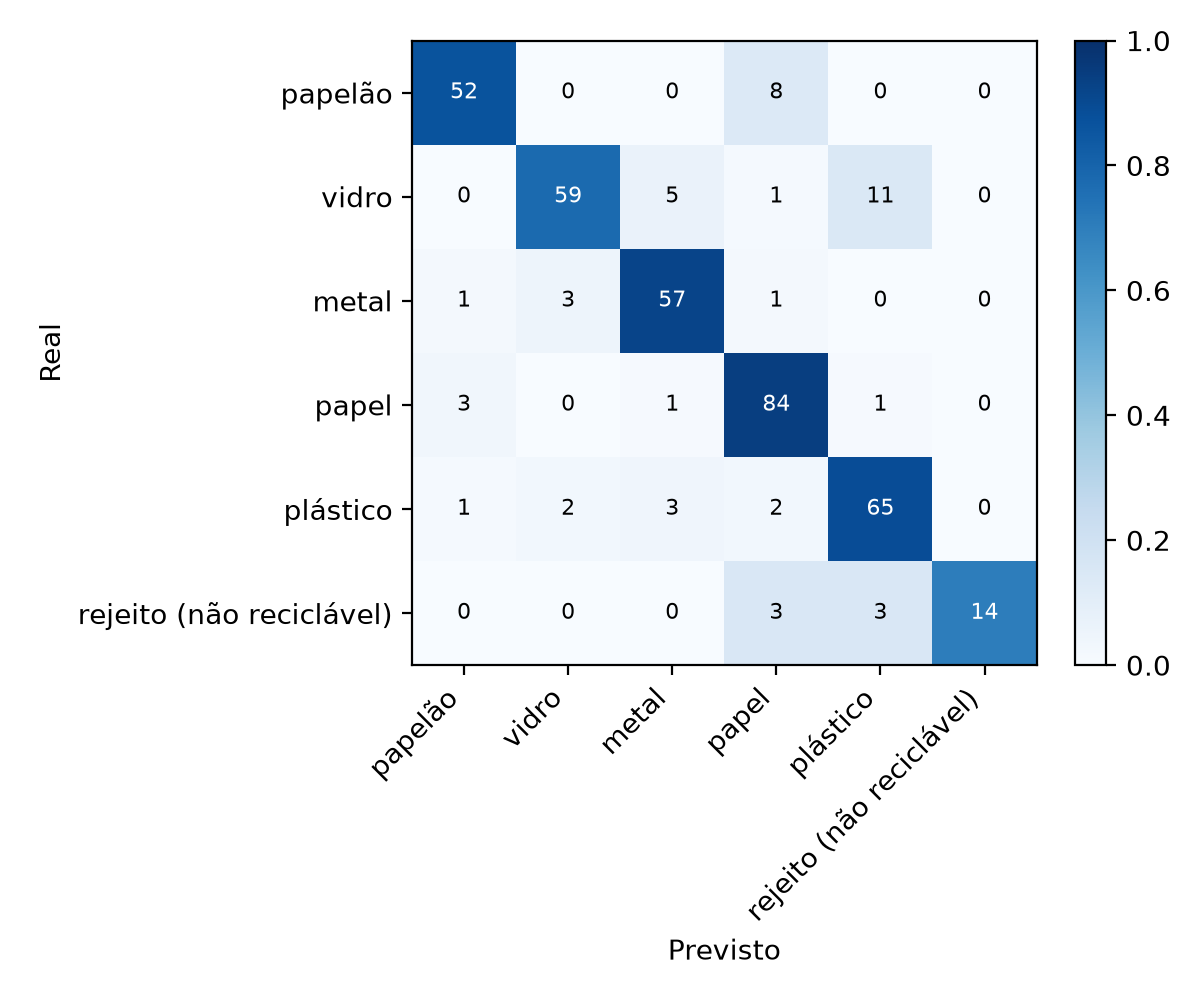 papelão 52 0 0 8 0 0
vidro 0 59 5 1 11 0
metal 1 3 57 1 0 0
papel 3 0 1 84 1 0
plástico 1 2 3 2 65 0
rejeito (não reciclável) 0 0 0 3 3 14
Real
papelão
vidro
metal
papel
plástico
rejeito (não reciclável)
Previsto
1.0
0.8
0.6
0.4
0.2
0.0